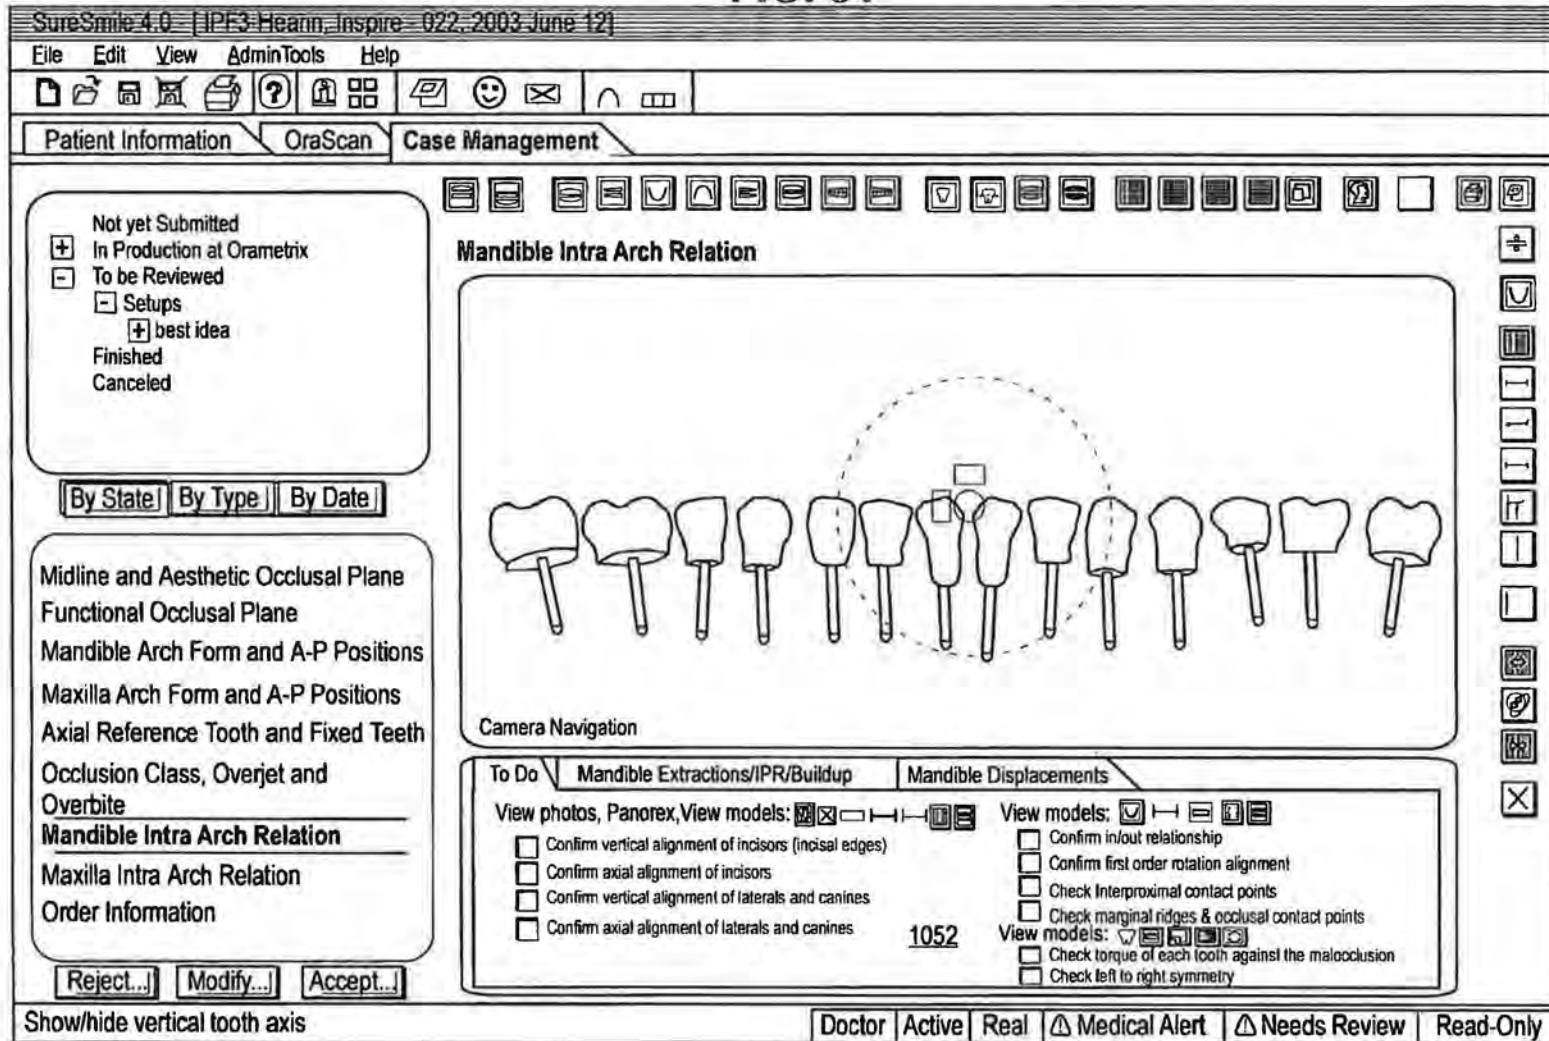 SureSmile 4.0 - [ IPF3-Heann, Inspire - 022, 2003 June 12]
File Edit View AdminTools Help
Patient Information OraScan Case Management
Not yet Submitted
In Production at Orametrix
To be Reviewed
Setups
best idea
Finished
Canceled
By State By Type By Date
Midline and Aesthetic Occlusal Plane
Functional Occlusal Plane
Mandible Arch Form and A-P Positions
Maxilla Arch Form and A-P Positions
Axial Reference Tooth and Fixed Teeth
Occlusion Class, Overjet and
Overbite
Mandible Intra Arch Relation
Maxilla Intra Arch Relation
Order Information
Reject... Modify... Accept...
Mandible Intra Arch Relation
Camera Navigation
To Do Mandible Extractions/IPR/Buildup Mandible Displacements
View photos, Panorex,View models:
Confirm vertical alignment of incisors (incisal edges)
Confirm axial alignment of incisors
Confirm vertical alignment of laterals and canines
Confirm axial alignment of laterals and canines
1052
View models:
Confirm in/out relationship
Confirm first order rotation alignment
Check Interproximal contact points
Check marginal ridges & occlusal contact points
View models:
Check torque of each tooth against the malocclusion
Check left to right symmetry
Show/hide vertical tooth axis
Doctor Active Real Medical Alert Needs Review Read-Only